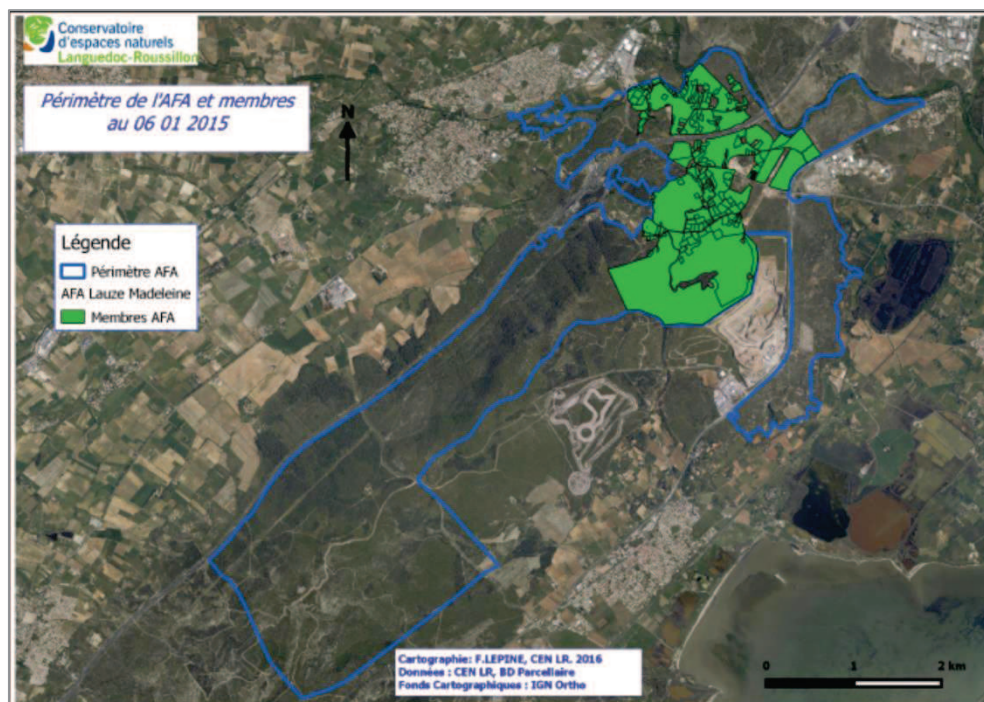 Conservatoire
d'espaces naturels
Languedoc-Roussillon
Périmètre de l'AFA et membres
au 06 01 2015
N
Légende
Périmètre AFA
AFA Lauze Madeleine
Membres AFA
Cartographie: F.LEPINE, CEN LR. 2016
Données : CEN LR, BD Parcellaire
Fonds Cartographiques : IGN Ortho
0 1 2 km